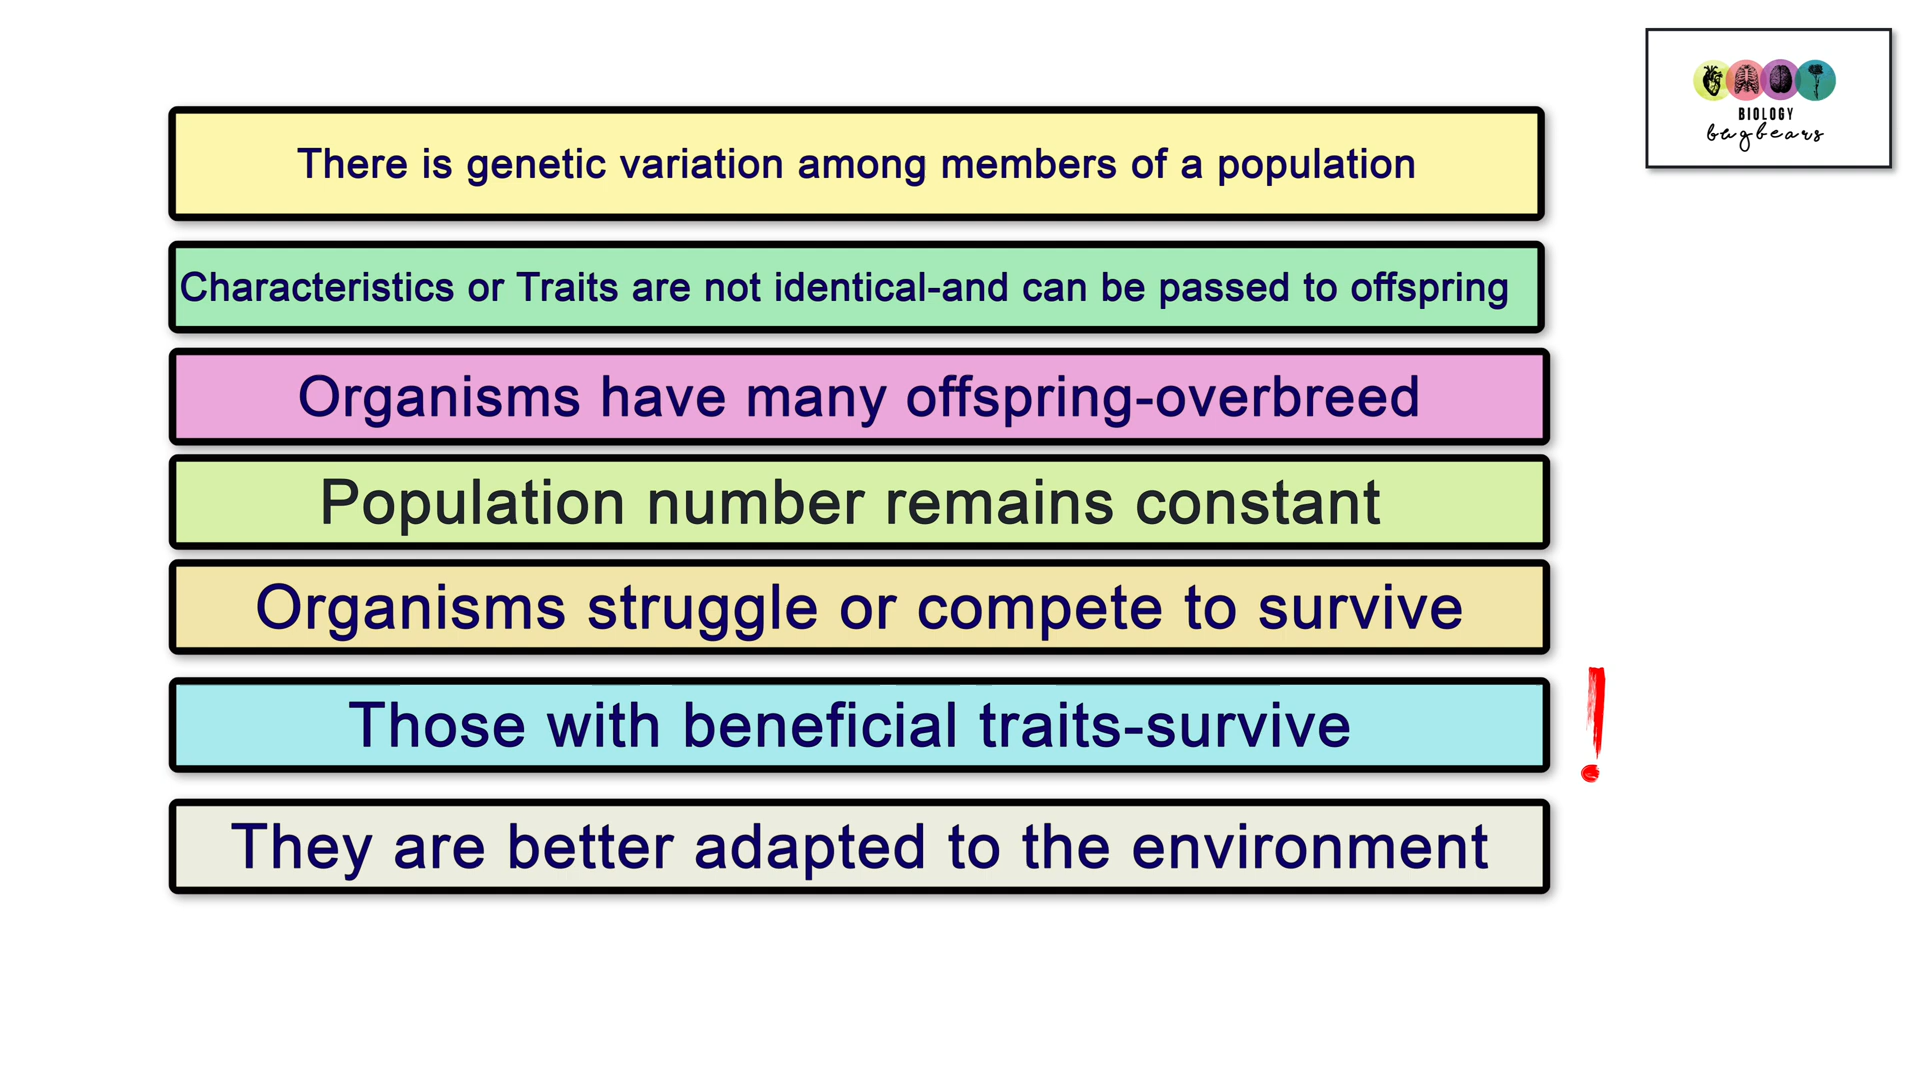 BIOLOGY
bugbears
There is genetic variation among members of a population
Characteristics or Traits are not identical-and can be passed to offspring
Organisms have many offspring-overbreed
Population number remains constant
Organisms struggle or compete to survive
Those with beneficial traits-survive
!
They are better adapted to the environment